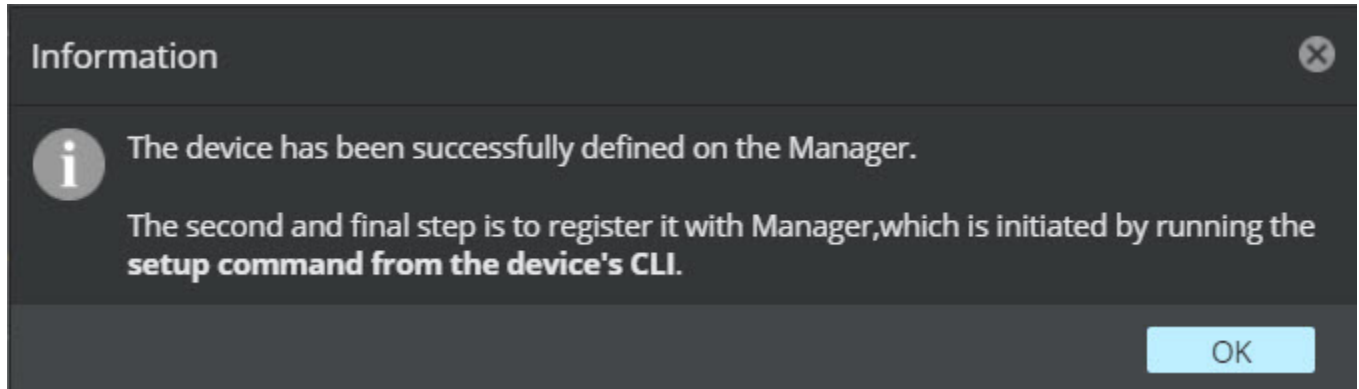 Information
The device has been successfully defined on the Manager.
The second and final step is to register it with Manager,which is initiated by running the
setup command from the device's CLI.
OK